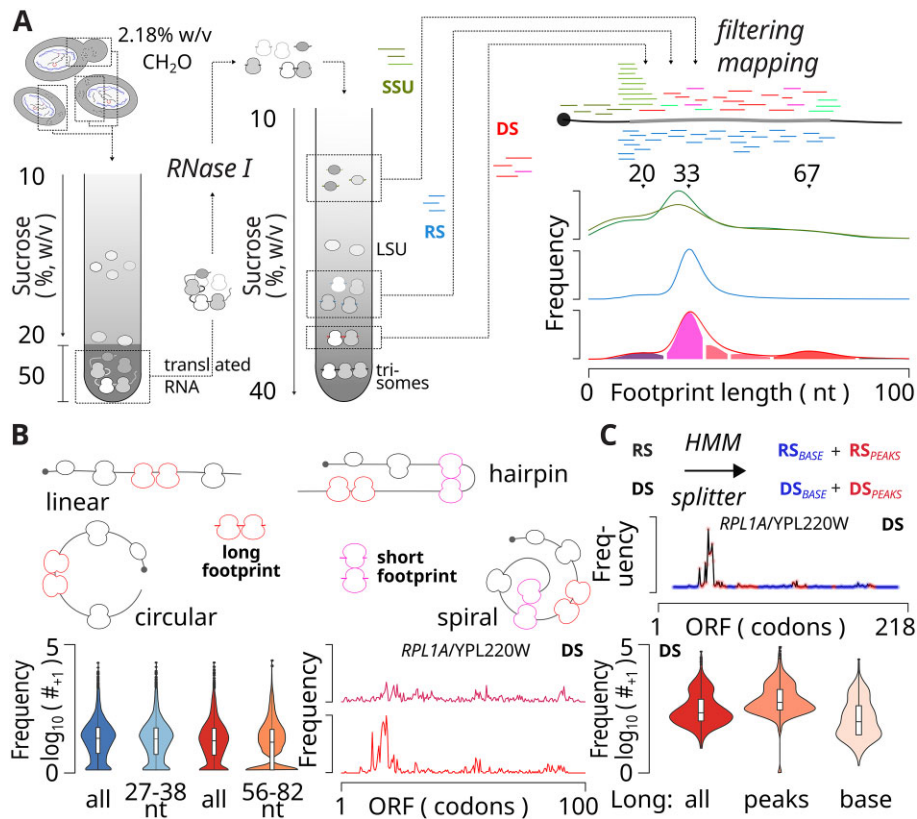 A
2.18% w/v
CH2O
10
Sucrose
(%, w/v)
20
50
translated
RNA
RNase I
10
Sucrose
(%, w/v)
40
LSU
tri-
somes
SSU
RS
DS
filtering
mapping
20 33 67
Frequency
0 Footprint length ( nt ) 100
B
linear
hairpin
long
footprint
short
footprint
circular
spiral
5
Frequency
log10 (#+1)
0
all 27-38 nt all 56-82 nt
RPL1A/YPL220W DS
Frequency
Frequency
1 ORF ( codons ) 100
C
RS HMM RSBASE + RSPEAKS
DS splitter DSBASE + DSPEAKS
RPL1A/YPL220W DS
Freq-
uency
1 ORF ( codons ) 218
5 DS
Frequency
log10 (#+1)
0
Long: all peaks base